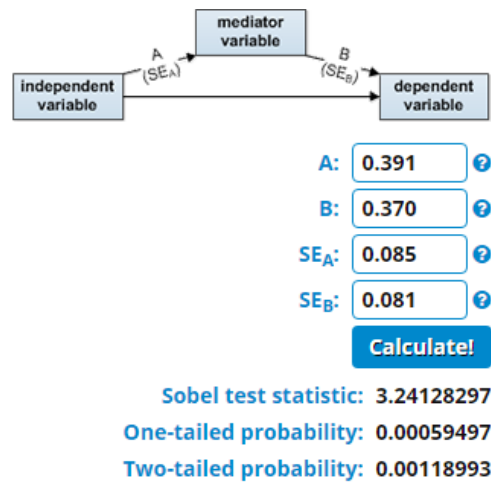 mediator
variable
A
(SEA)
B
(SEB)
independent
variable
dependent
variable
A: 0.391 ?
B: 0.370 ?
SEA: 0.085 ?
SEB: 0.081 ?
Calculate!
Sobel test statistic: 3.24128297
One-tailed probability: 0.00059497
Two-tailed probability: 0.00118993